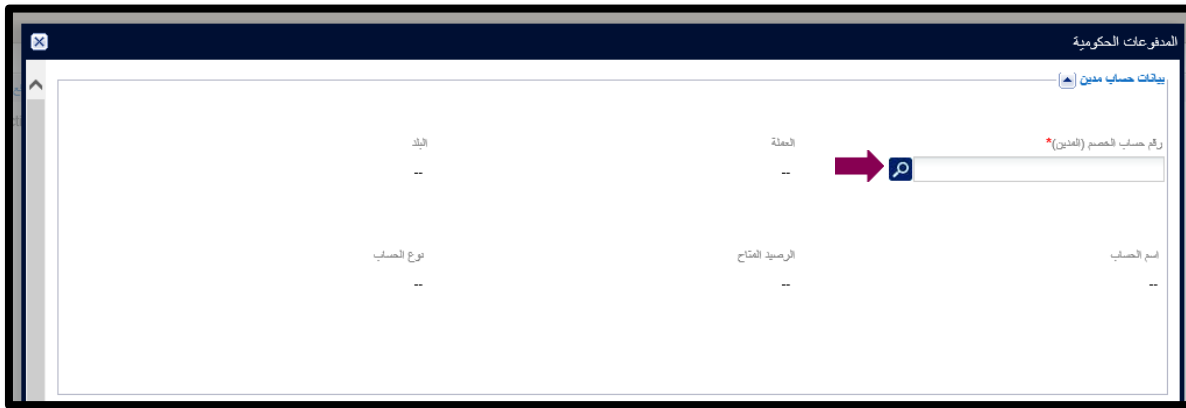 المدفوعات الحكومية
بيانات حساب مدين
رقم حساب الخصم (المدين)* العملة البلد
-- --
اسم الحساب الرصيد المتاح نوع الحساب
-- -- --